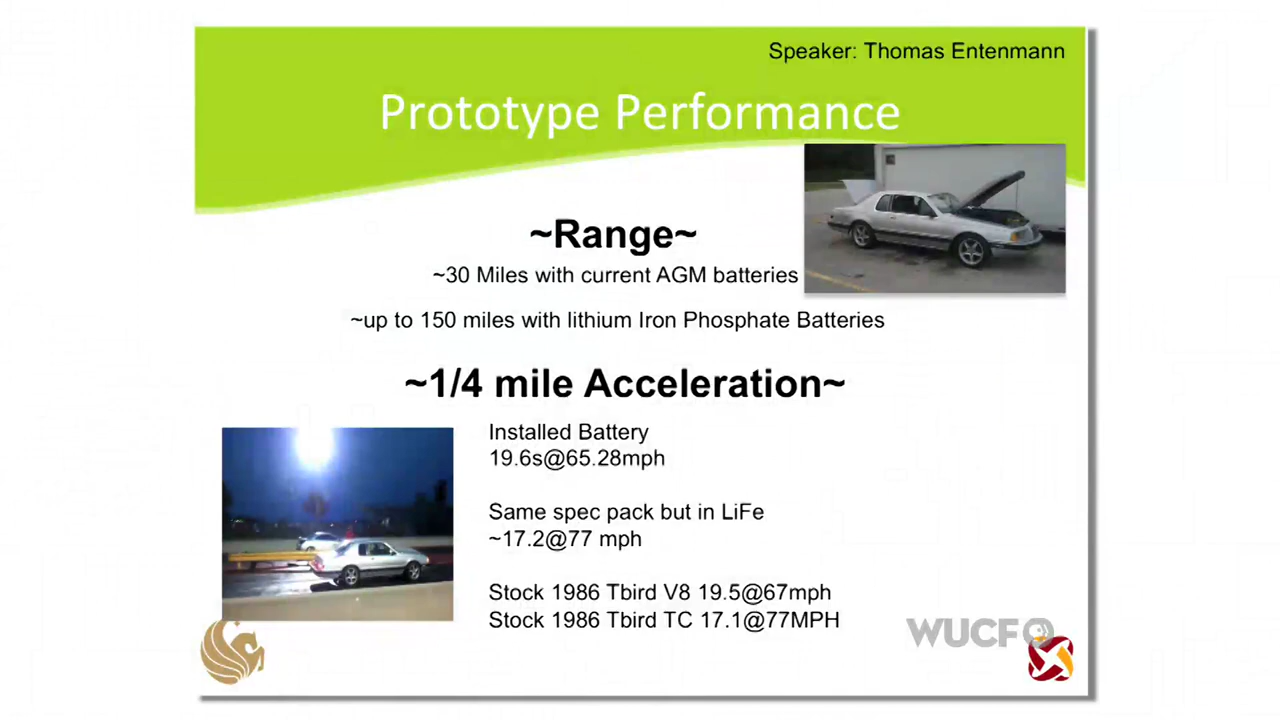 Speaker: Thomas Entenmann
Prototype Performance
~Range~
~30 Miles with current AGM batteries
~up to 150 miles with lithium Iron Phosphate Batteries
~1/4 mile Acceleration~
Installed Battery
19.6s@65.28mph
Same spec pack but in LiFe
~17.2@77 mph
Stock 1986 Tbird V8 19.5@67mph
Stock 1986 Tbird TC 17.1@77MPH
WUCF